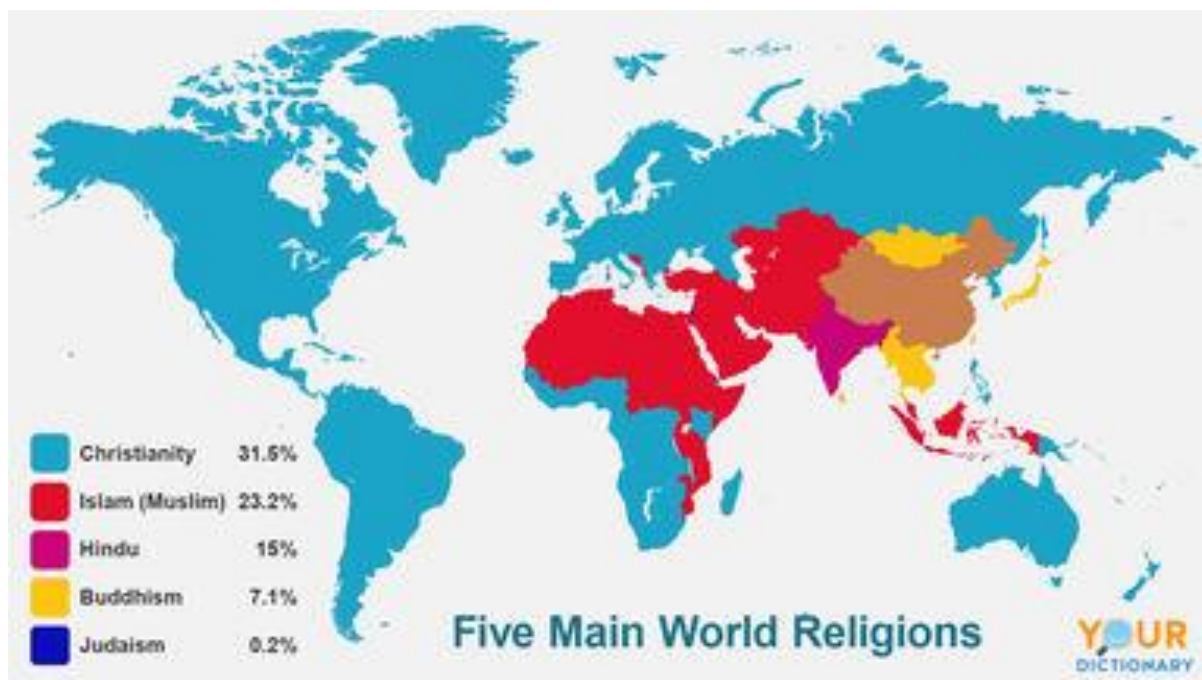 Christianity 31.5%
Islam (Muslim) 23.2%
Hindu 15%
Buddhism 7.1%
Judaism 0.2%
Five Main World Religions
YOUR
DICTIONARY